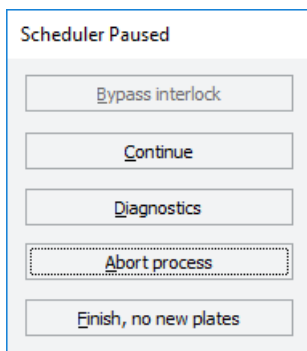 Scheduler Paused
Bypass interlock
Continue
Diagnostics
Abort process
Finish, no new plates